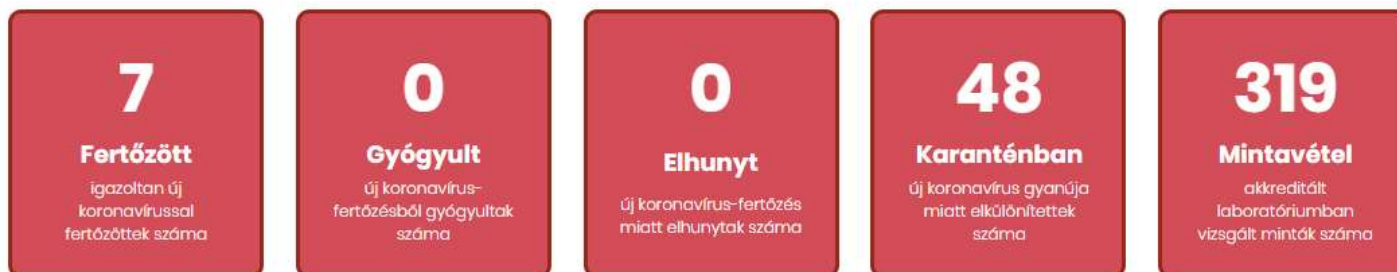 7
Fertőzött
igazoltan új
koronavírussal
fertőzöttek száma
0
Gyógyult
új koronavírus-
fertőzésből gyógyultak
száma
0
Elhunyt
új koronavírus-fertőzés
miatt elhunytak száma
48
Karanténban
új koronavírus gyanúja
miatt elkülönítettek
száma
319
Mintavétel
akkreditált
laboratóriumban
vizsgált minták száma